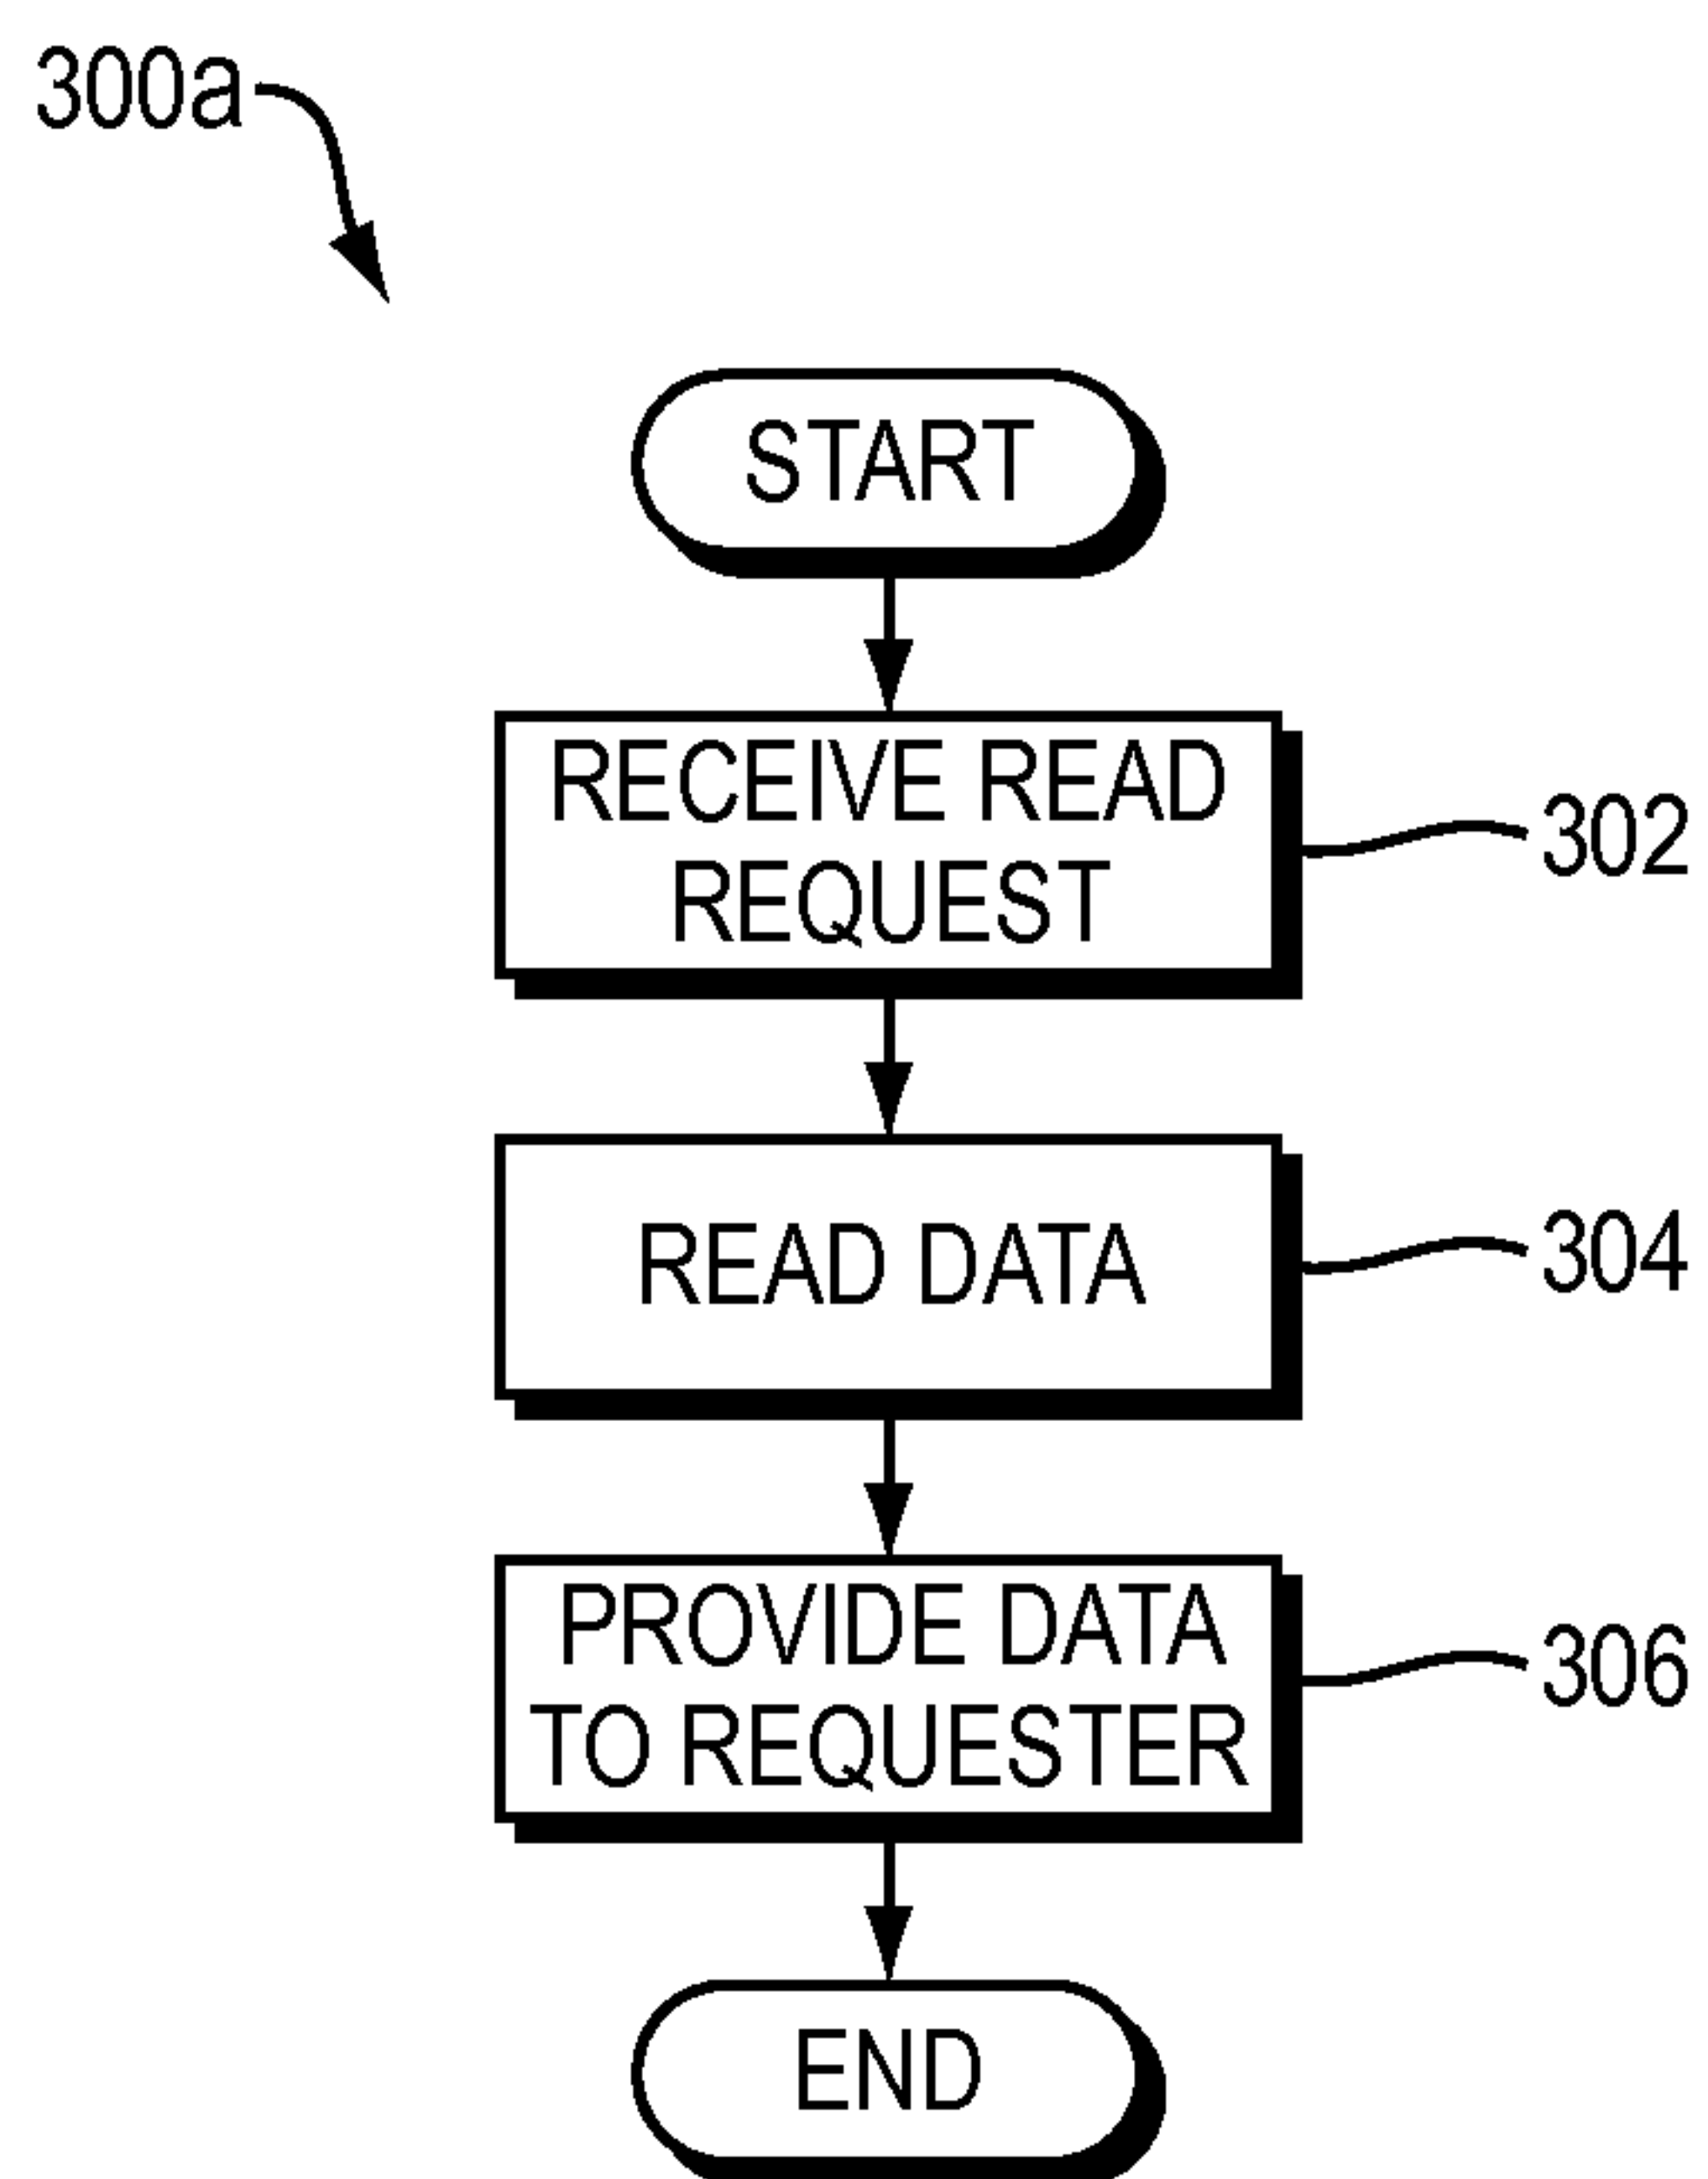 300a
START
RECEIVE READ
REQUEST
302
READ DATA
304
PROVIDE DATA
TO REQUESTER
306
END